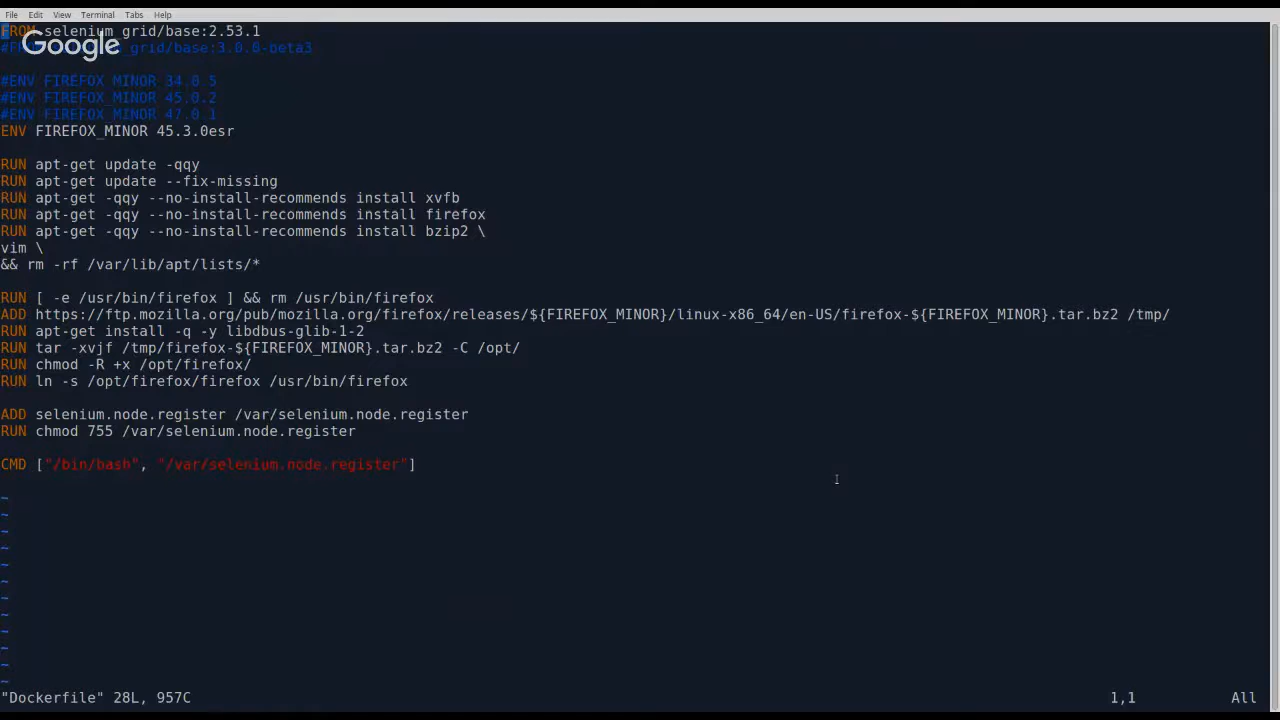 File Edit View Terminal Tabs Help
FROM selenium_grid/base:2.53.1
Google
#FROM selenium_grid/base:3.0.0-beta3
#ENV FIREFOX_MINOR 34.0.5
#ENV FIREFOX_MINOR 45.0.2
#ENV FIREFOX_MINOR 47.0.1
ENV FIREFOX_MINOR 45.3.0esr
RUN apt-get update -qqy
RUN apt-get update --fix-missing
RUN apt-get -qqy --no-install-recommends install xvfb
RUN apt-get -qqy --no-install-recommends install firefox
RUN apt-get -qqy --no-install-recommends install bzip2 \
vim \
&& rm -rf /var/lib/apt/lists/*
RUN [ -e /usr/bin/firefox ] && rm /usr/bin/firefox
ADD https://ftp.mozilla.org/pub/mozilla.org/firefox/releases/${FIREFOX_MINOR}/linux-x86_64/en-US/firefox-${FIREFOX_MINOR}.tar.bz2 /tmp/
RUN apt-get install -q -y libdbus-glib-1-2
RUN tar -xvjf /tmp/firefox-${FIREFOX_MINOR}.tar.bz2 -C /opt/
RUN chmod -R +x /opt/firefox/
RUN ln -s /opt/firefox/firefox /usr/bin/firefox
ADD selenium.node.register /var/selenium.node.register
RUN chmod 755 /var/selenium.node.register
CMD ["/bin/bash", "/var/selenium.node.register"]
~
~
~
~
~
~
~
~
~
~
~
~
"Dockerfile" 28L, 957C 1,1 All